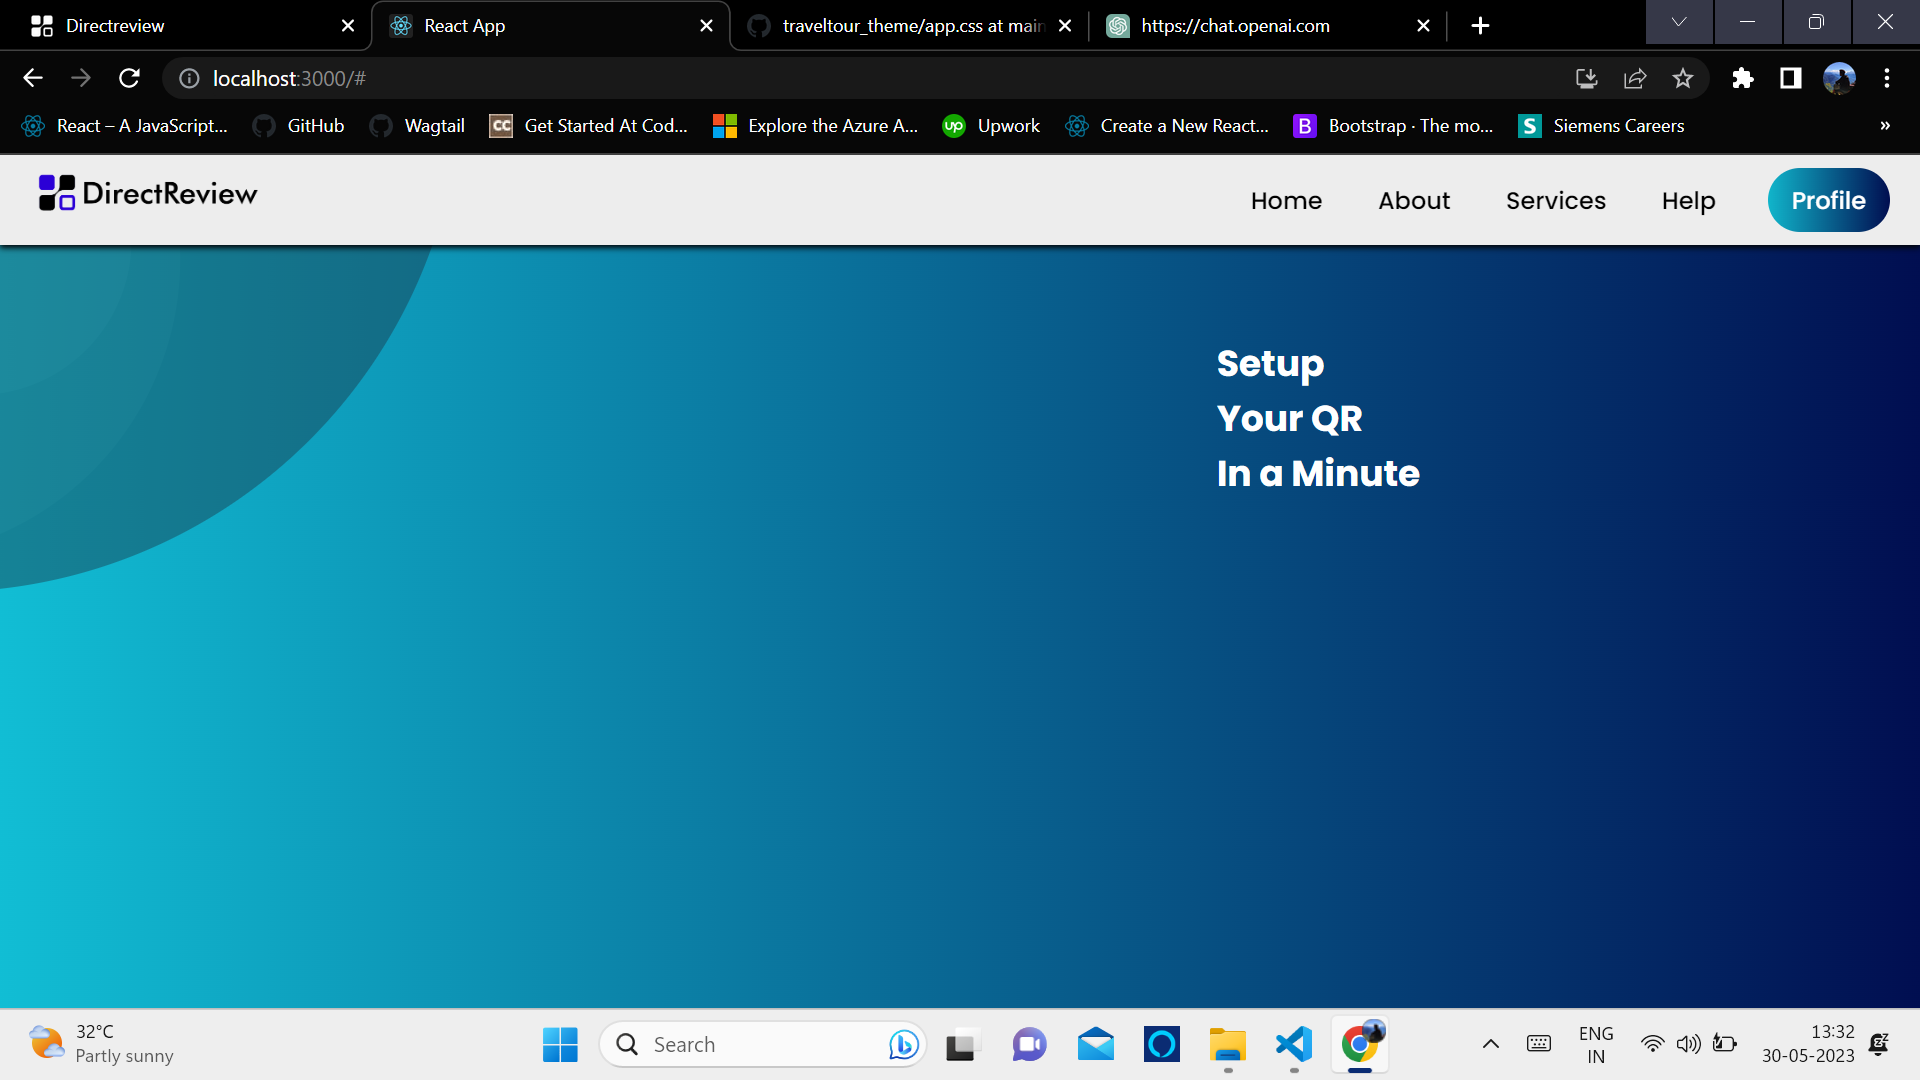 Directreview
React App
traveltour_theme/app.css at main
https://chat.openai.com
localhost:3000/#
React – A JavaScript...
GitHub
Wagtail
CC
Get Started At Cod...
Explore the Azure A...
up
Upwork
Create a New React...
B
Bootstrap · The mo...
S
Siemens Careers
»
DirectReview
Home
About
Services
Help
Profile
Setup
Your QR
In a Minute
32°C
Partly sunny
Search
ENG
IN
13:32
30-05-2023